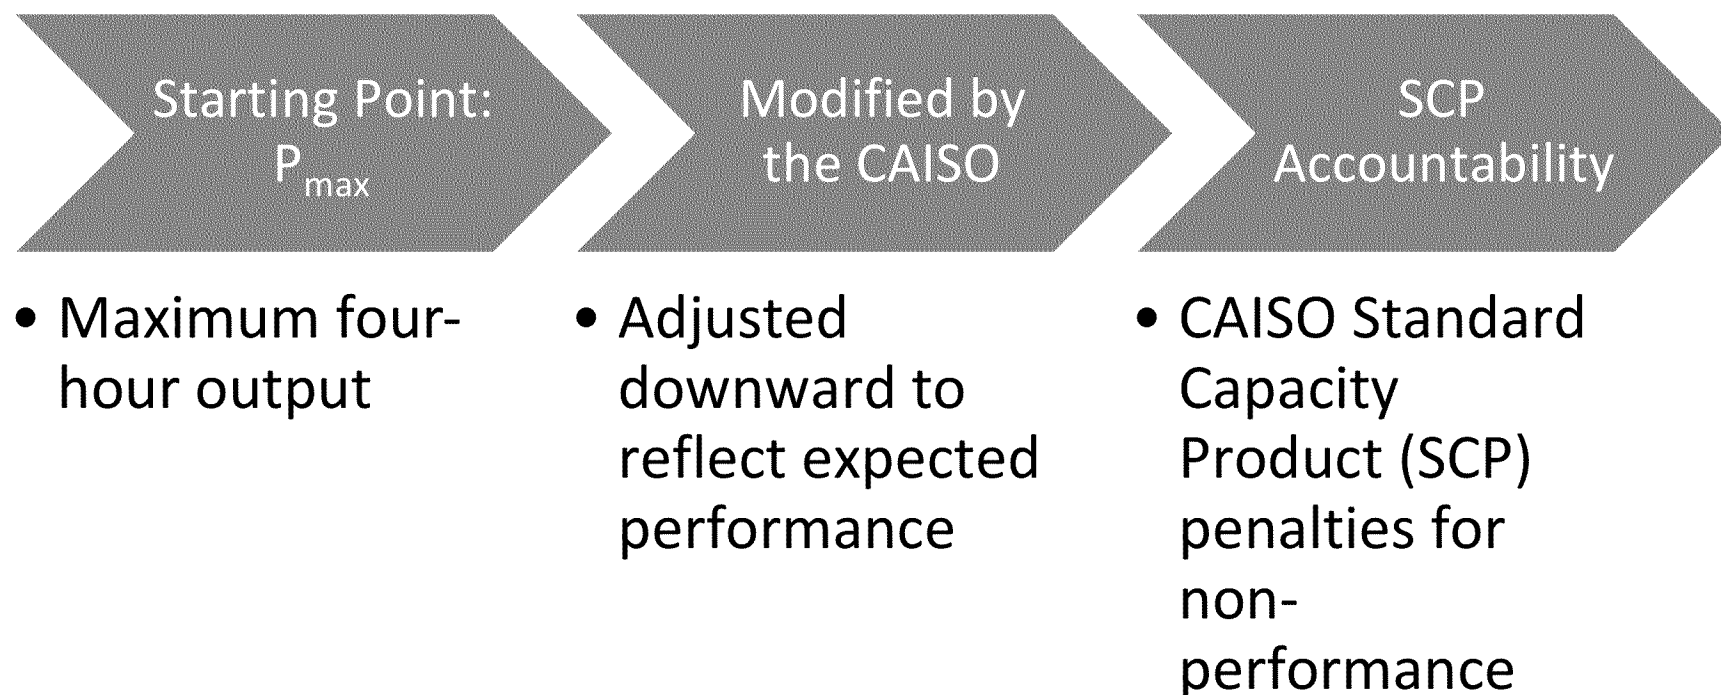 Starting Point:
Pmax
Modified by
the CAISO
SCP
Accountability
• Maximum four-
hour output
• Adjusted
downward to
reflect expected
performance
• CAISO Standard
Capacity
Product (SCP)
penalties for
non-
performance